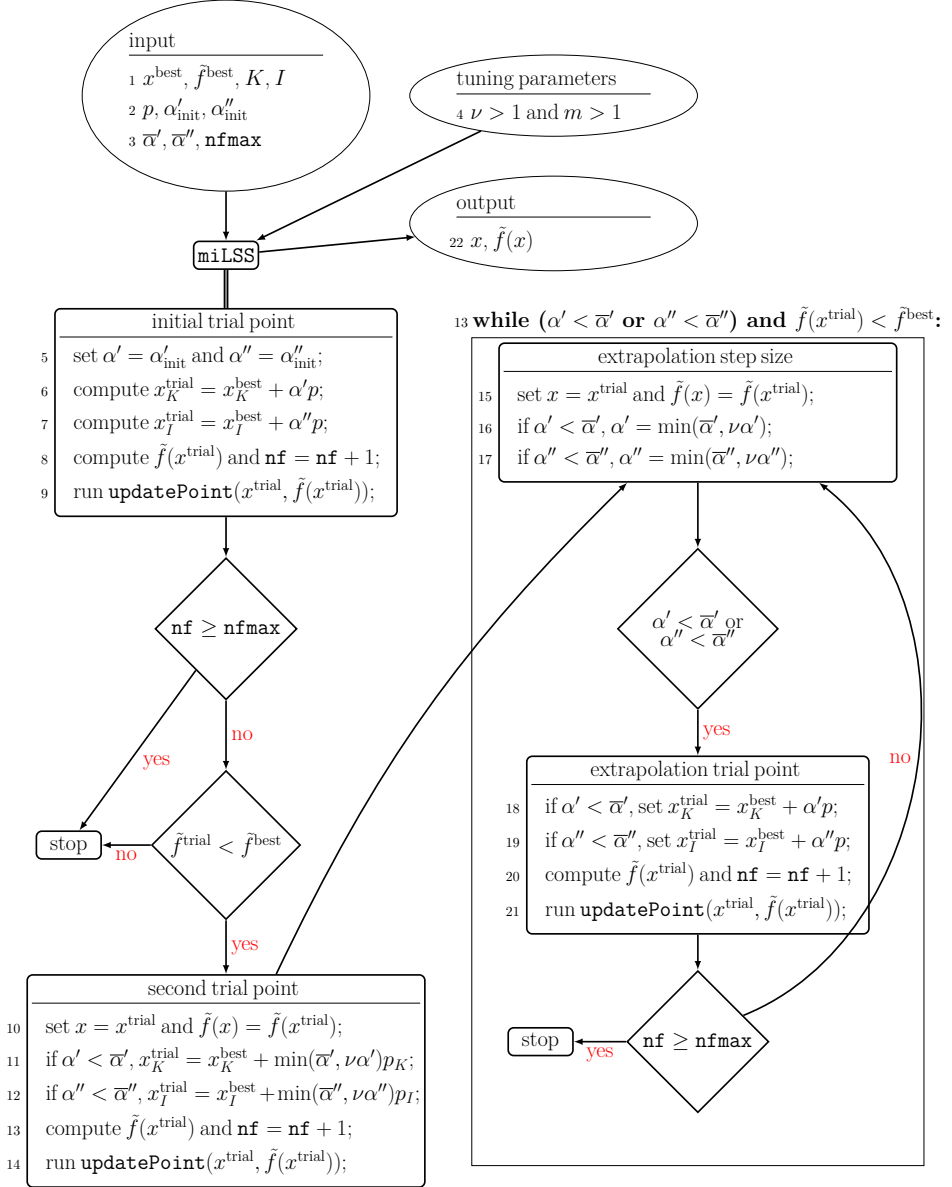 input
1 x^best, f̃^best, K, I
2 p, α′_init, α″_init
3 α̅′, α̅″, nfmax
tuning parameters
4 ν > 1 and m > 1
output
22 x, f̃(x)
miLSS
initial trial point
5 set α′ = α′_init and α″ = α″_init;
6 compute x_K^trial = x_K^best + α′p;
7 compute x_I^trial = x_I^best + α″p;
8 compute f̃(x^trial) and nf = nf + 1;
9 run updatePoint(x^trial, f̃(x^trial));
nf ≥ nfmax
yes
no
f̃^trial < f̃^best
no
stop
yes
second trial point
10 set x = x^trial and f̃(x) = f̃(x^trial);
11 if α′ < α̅′, x_K^trial = x_K^best + min(α̅′, να′)p_K;
12 if α″ < α̅″, x_I^trial = x_I^best + min(α̅″, να″)p_I;
13 compute f̃(x^trial) and nf = nf + 1;
14 run updatePoint(x^trial, f̃(x^trial));
13 while (α′ < α̅′ or α″ < α̅″) and f̃(x^trial) < f̃^best:
extrapolation step size
15 set x = x^trial and f̃(x) = f̃(x^trial);
16 if α′ < α̅′, α′ = min(α̅′, να′);
17 if α″ < α̅″, α″ = min(α̅″, να″);
α′ < α̅′ or
α″ < α̅″
yes
no
extrapolation trial point
18 if α′ < α̅′, set x_K^trial = x_K^best + α′p;
19 if α″ < α̅″, set x_I^trial = x_I^best + α″p;
20 compute f̃(x^trial) and nf = nf + 1;
21 run updatePoint(x^trial, f̃(x^trial));
nf ≥ nfmax
yes
stop